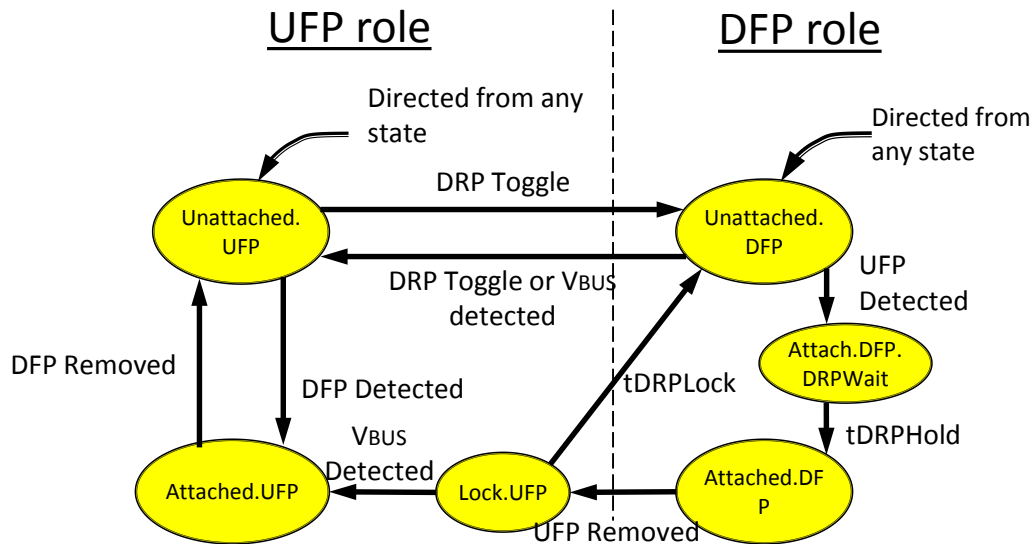 UFP role
DFP role
Directed from any
state
Directed from
any state
DRP Toggle
Unattached.
UFP
Unattached.
DFP
DRP Toggle or VBUS
detected
UFP
Detected
Attach.DFP.
DRPWait
DFP Removed
DFP Detected
tDRPLock
tDRPHold
VBUS
Detected
Attached.UFP
Lock.UFP
Attached.DF
P
UFP Removed